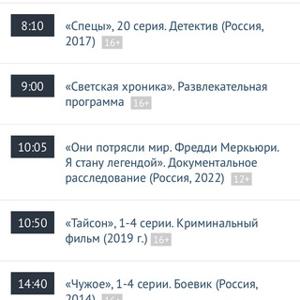 8:10
«Спецы», 20 серия. Детектив (Россия,
2017) 16+
9:00
«Светская хроника». Развлекательная
программа 16+
10:05
«Они потрясли мир. Фредди Меркьюри.
Я стану легендой». Документальное
расследование (Россия, 2022) 12+
10:50
«Тайсон», 1-4 серии. Криминальный
фильм (2019 г.) 16+
14:40
«Чужое», 1-4 серии. Боевик (Россия,
2014) 16+